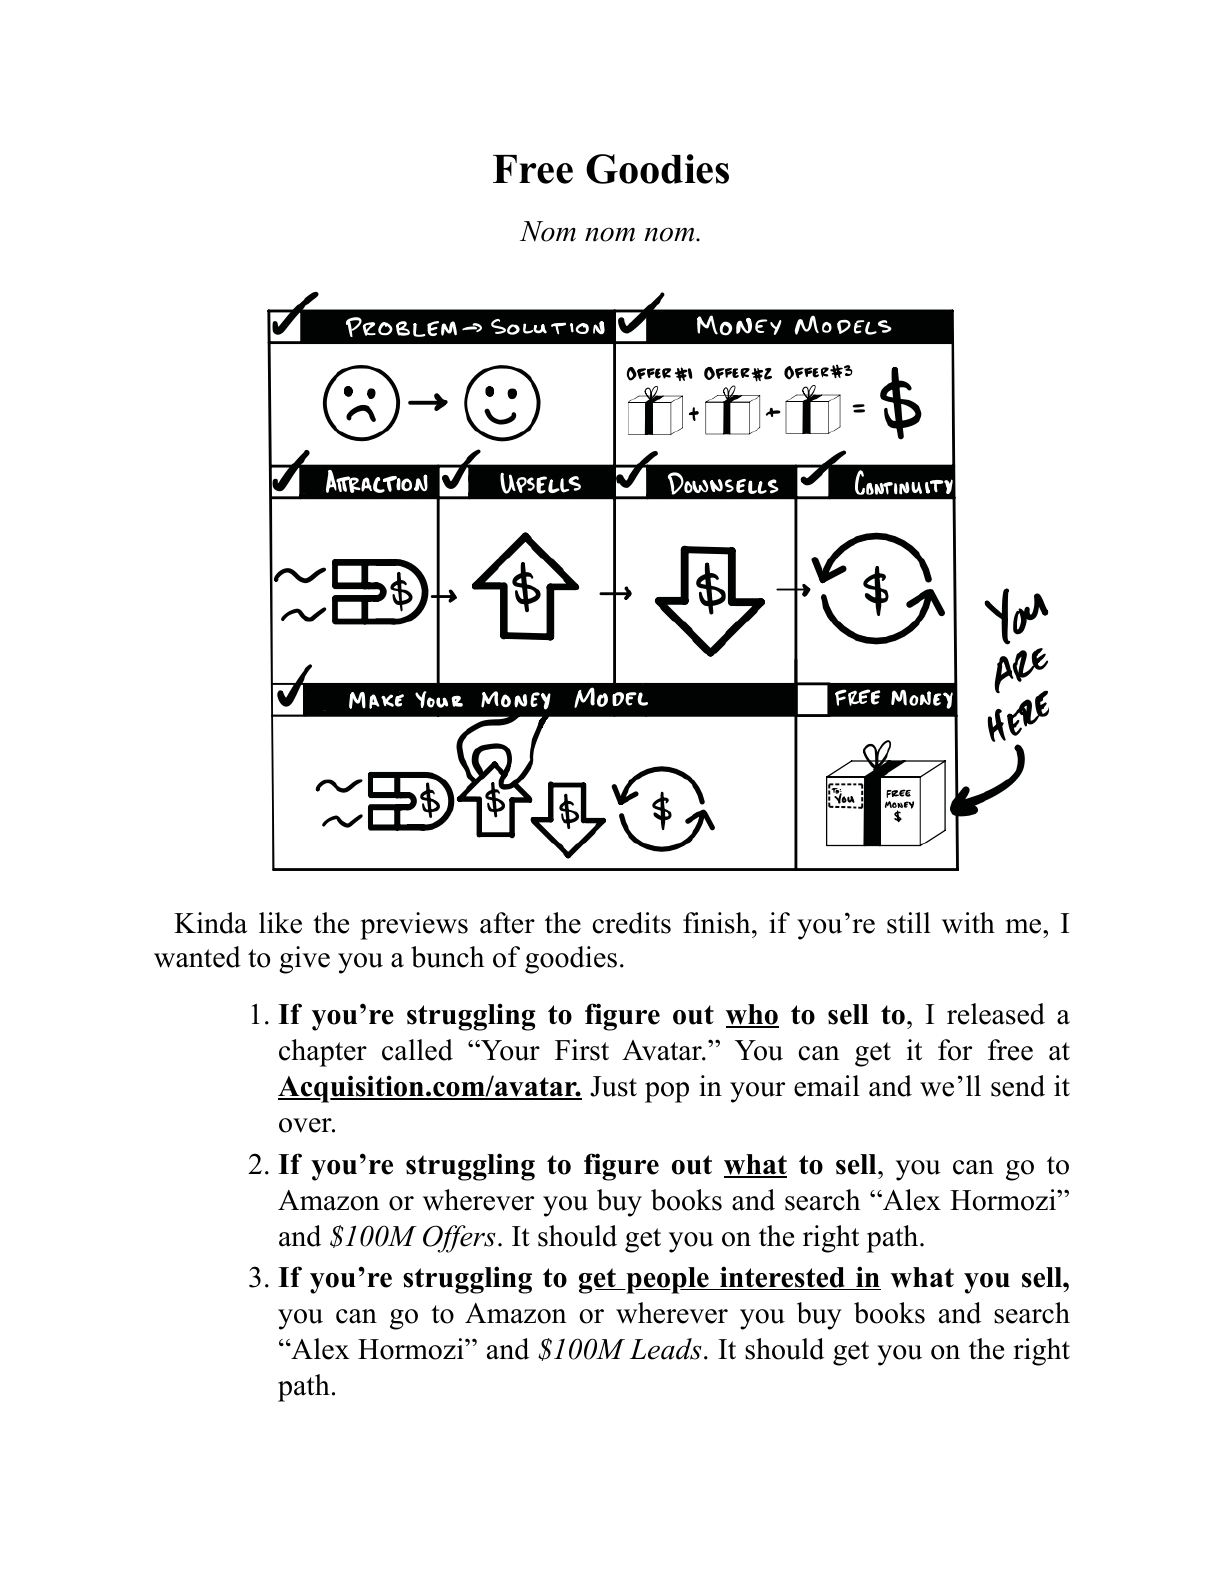 Free Goodies
Nom nom nom.
PROBLEM → SOLUTION
MONEY MODELS
OFFER #1 OFFER #2 OFFER #3
+ + = $
ATTRACTION
UPSELLS
DOWNSELLS
CONTINUITY
$ $ $ $
YOU
ARE
HERE
MAKE YOUR MONEY MODEL
FREE MONEY
$ $ $ $
TO:
YOU
FREE
MONEY
$
Kinda like the previews after the credits finish, if you’re still with me, I
wanted to give you a bunch of goodies.
1. If you’re struggling to figure out who to sell to, I released a
chapter called “Your First Avatar.” You can get it for free at
Acquisition.com/avatar. Just pop in your email and we’ll send it
over.
2. If you’re struggling to figure out what to sell, you can go to
Amazon or wherever you buy books and search “Alex Hormozi”
and $100M Offers. It should get you on the right path.
3. If you’re struggling to get people interested in what you sell,
you can go to Amazon or wherever you buy books and search
“Alex Hormozi” and $100M Leads. It should get you on the right
path.